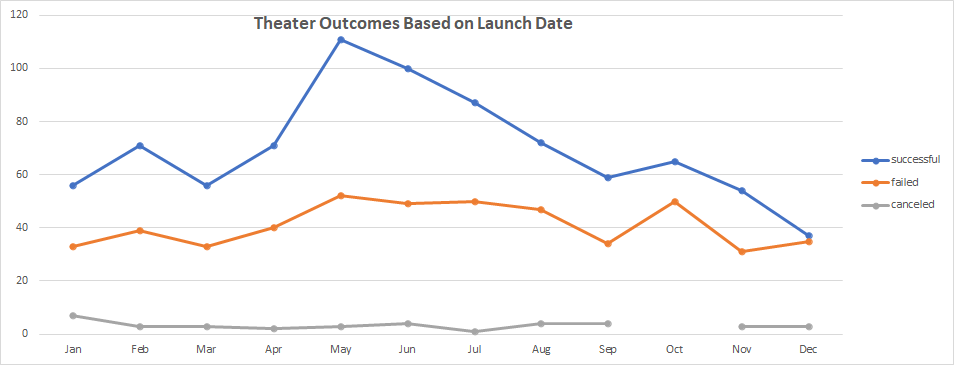 Theater Outcomes Based on Launch Date
120
100
80
60
40
20
0
Jan Feb Mar Apr May Jun Jul Aug Sep Oct Nov Dec
successful
failed
canceled